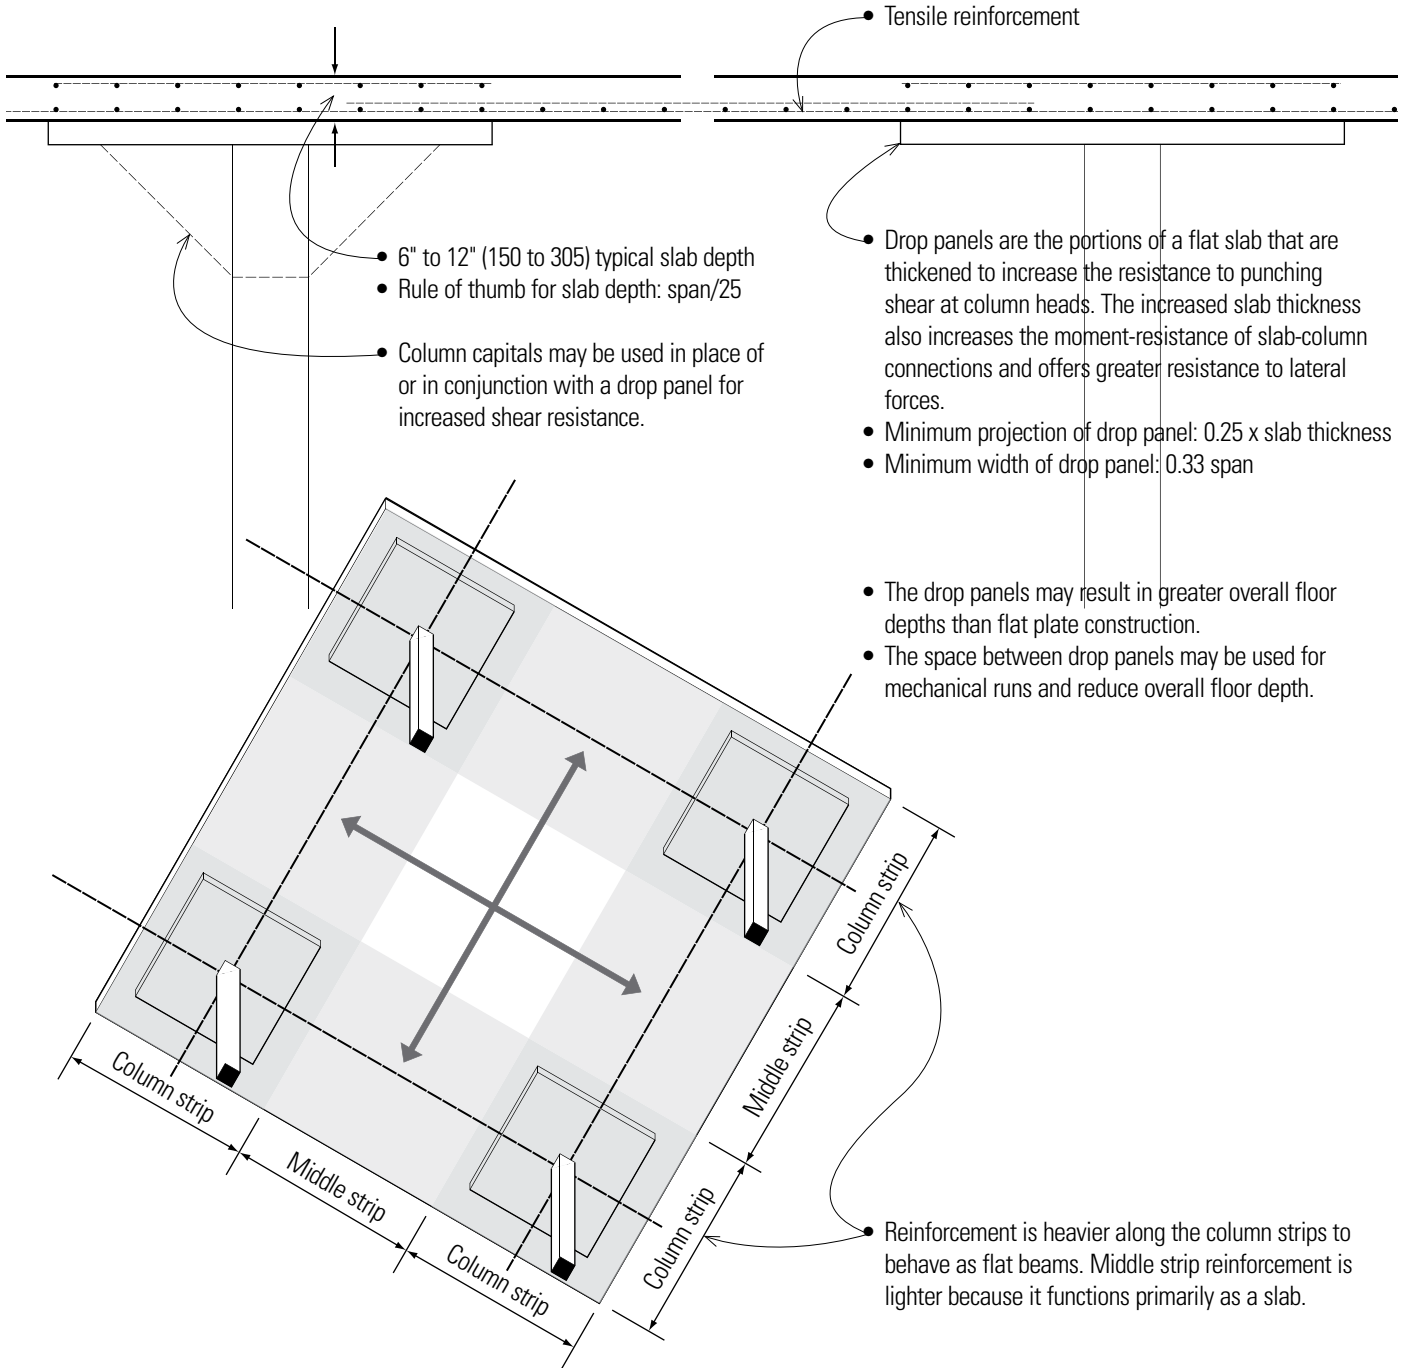 • Tensile reinforcement
• 6" to 12" (150 to 305) typical slab depth
• Rule of thumb for slab depth: span/25
• Column capitals may be used in place of
or in conjunction with a drop panel for
increased shear resistance.
• Drop panels are the portions of a flat slab that are
thickened to increase the resistance to punching
shear at column heads. The increased slab thickness
also increases the moment-resistance of slab-column
connections and offers greater resistance to lateral
forces.
• Minimum projection of drop panel: 0.25 x slab thickness
• Minimum width of drop panel: 0.33 span
• The drop panels may result in greater overall floor
depths than flat plate construction.
• The space between drop panels may be used for
mechanical runs and reduce overall floor depth.
Column strip
Middle strip
Column strip
Column strip
Middle strip
Column strip
• Reinforcement is heavier along the column strips to
behave as flat beams. Middle strip reinforcement is
lighter because it functions primarily as a slab.